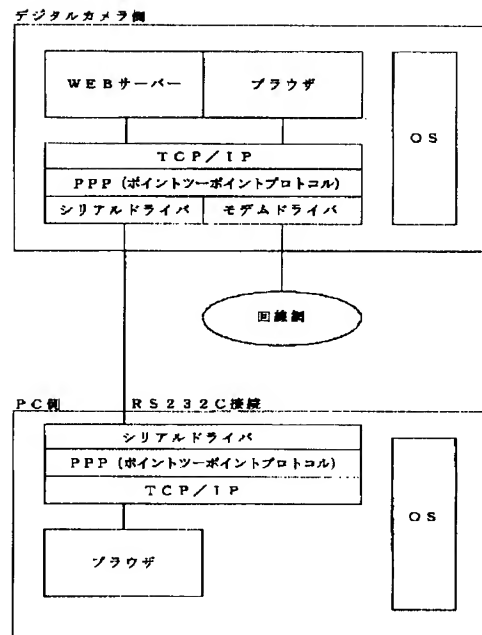 デジタルカメラ側
WEBサーバー
ブラウザ
OS
TCP/IP
PPP(ポイントツーポイントプロトコル)
シリアルドライバ
モデムドライバ
回線網
PC側
RS232C接続
シリアルドライバ
PPP(ポイントツーポイントプロトコル)
TCP/IP
OS
ブラウザ